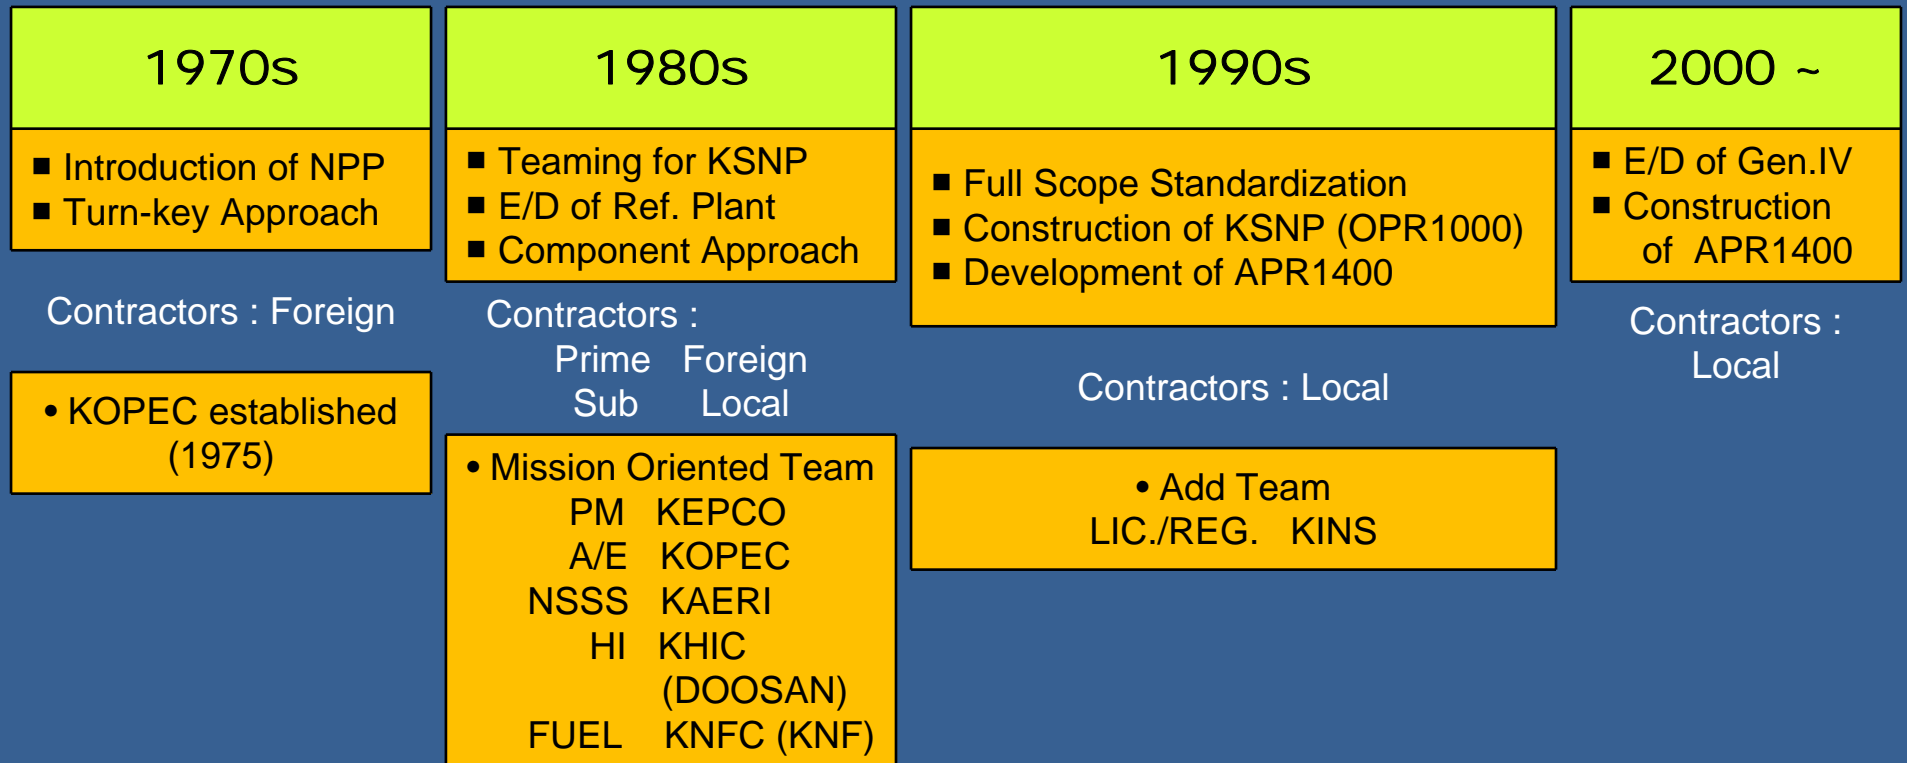 1970s
■ Introduction of NPP
■ Turn-key Approach
Contractors : Foreign
• KOPEC established
(1975)
1980s
■ Teaming for KSNP
■ E/D of Ref. Plant
■ Component Approach
Contractors :
Prime Foreign
Sub Local
• Mission Oriented Team
PM KEPCO
A/E KOPEC
NSSS KAERI
HI KHIC
(DOOSAN)
FUEL KNFC (KNF)
1990s
■ Full Scope Standardization
■ Construction of KSNP (OPR1000)
■ Development of APR1400
Contractors : Local
• Add Team
LIC./REG. KINS
2000 ~
■ E/D of Gen.IV
■ Construction
of APR1400
Contractors :
Local